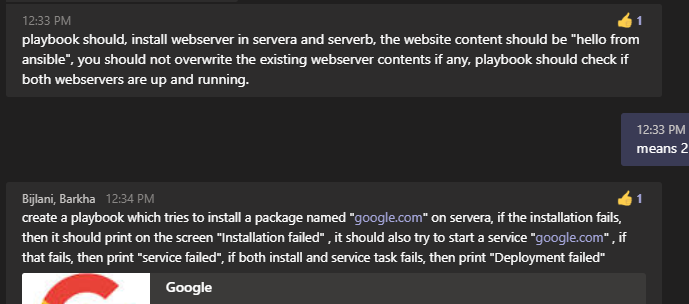 12:33 PM
👍 1
playbook should, install webserver in servera and serverb, the website content should be "hello from
ansible", you should not overwrite the existing webserver contents if any, playbook should check if
both webservers are up and running.
12:33 PM
means 2
Bijlani, Barkha 12:34 PM
👍 1
create a playbook which tries to install a package named "google.com" on servera, if the installation fails,
then it should print on the screen "Installation failed" , it should also try to start a service "google.com" , if
that fails, then print "service failed", if both install and service task fails, then print "Deployment failed"
Google